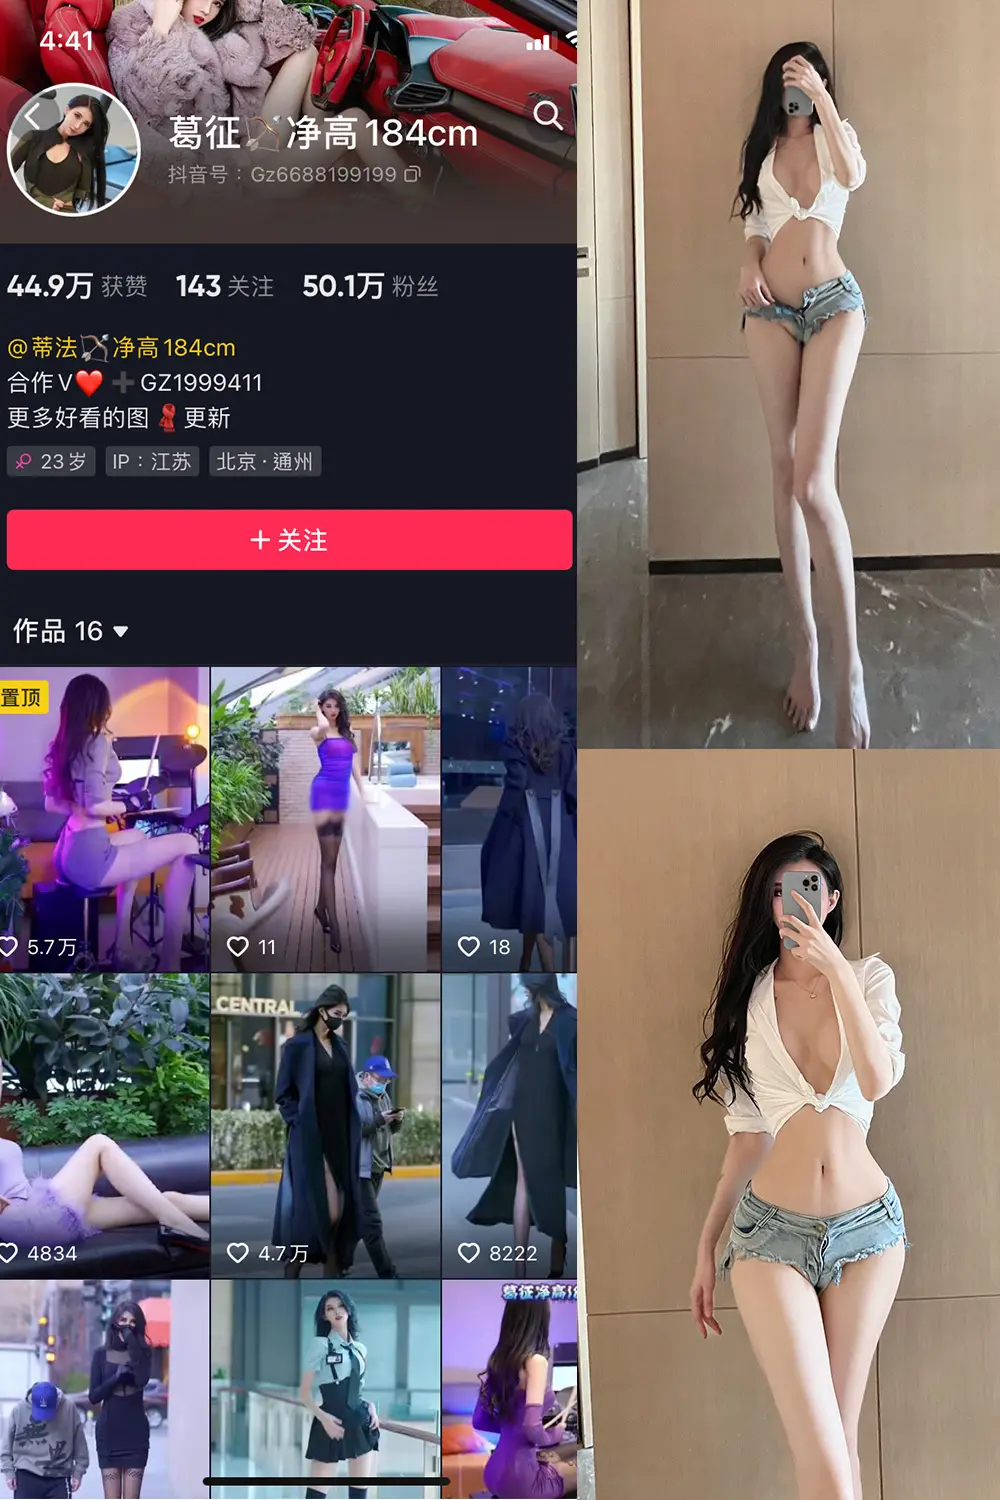 4:41
葛征🏹净高184cm
抖音号：Gz6688199199
44.9万 获赞 143 关注 50.1万 粉丝
@蒂法🏹净高184cm
合作V❤️➕GZ1999411
更多好看的图🧣更新
23岁 IP：江苏 北京·通州
+ 关注
作品 16
置顶
5.7万 11 18
CENTRAL
4834 4.7万 8222
葛征净高